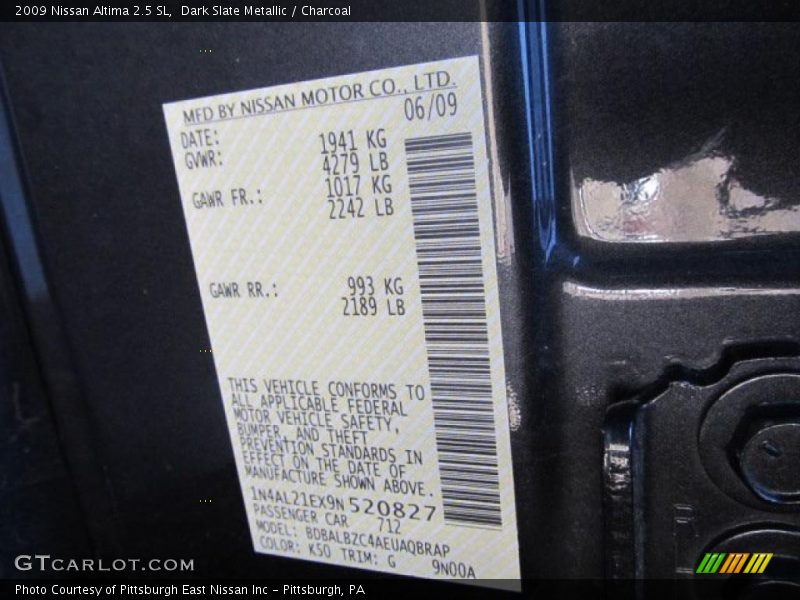 2009 Nissan Altima 2.5 SL,  Dark Slate Metallic / Charcoal
MFD BY NISSAN MOTOR CO., LTD.
DATE: 06/09
GVWR: 1941 KG
4279 LB
GAWR FR.: 1017 KG
2242 LB
GAWR RR.: 993 KG
2189 LB
THIS VEHICLE CONFORMS TO
ALL APPLICABLE FEDERAL
MOTOR VEHICLE SAFETY,
BUMPER, AND THEFT
PREVENTION STANDARDS IN
EFFECT ON THE DATE OF
MANUFACTURE SHOWN ABOVE.
1N4AL21EX9N 520827
PASSENGER CAR 712
MODEL: BDBALBZC4AEUAQBRAP
COLOR: K50 TRIM: G 9N00A
GTCARLOT.COM
Photo Courtesy of Pittsburgh East Nissan Inc - Pittsburgh, PA